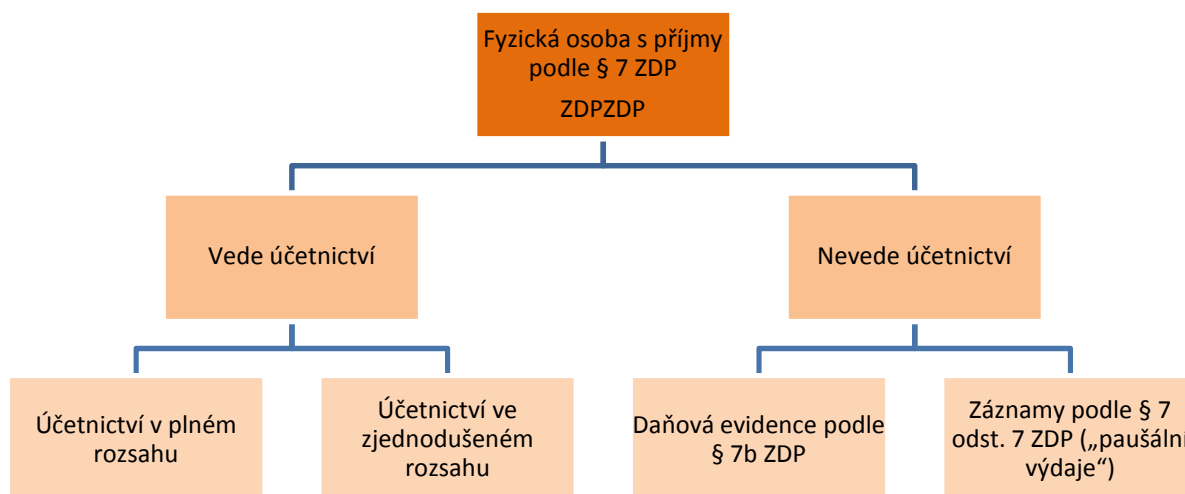 Fyzická osoba s příjmy
podle § 7 ZDP
ZDPZDP
Vede účetnictví
Nevede účetnictví
Účetnictví v plném
rozsahu
Účetnictví ve
zjednodušeném
rozsahu
Daňová evidence podle
§ 7b ZDP
Záznamy podle § 7
odst. 7 ZDP („paušální
výdaje“)